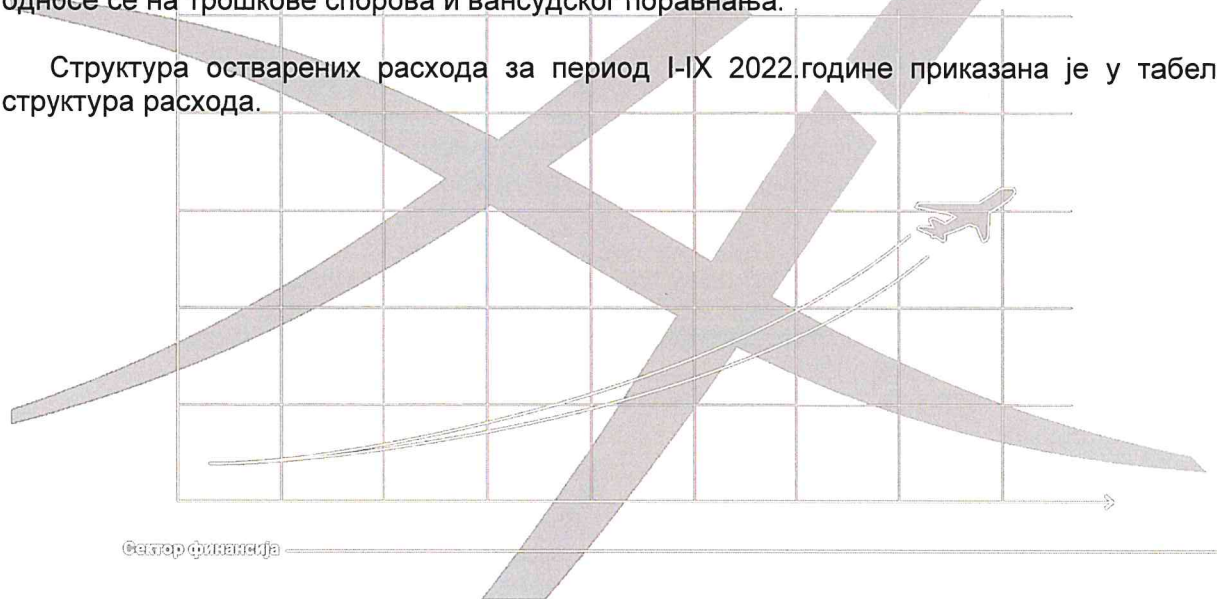 односе се на трошкове спорова и вансудског поравнања.
Структура остварених расхода за период I-IX 2022.године приказана је у табел
структура расхода.
Сектор финансија